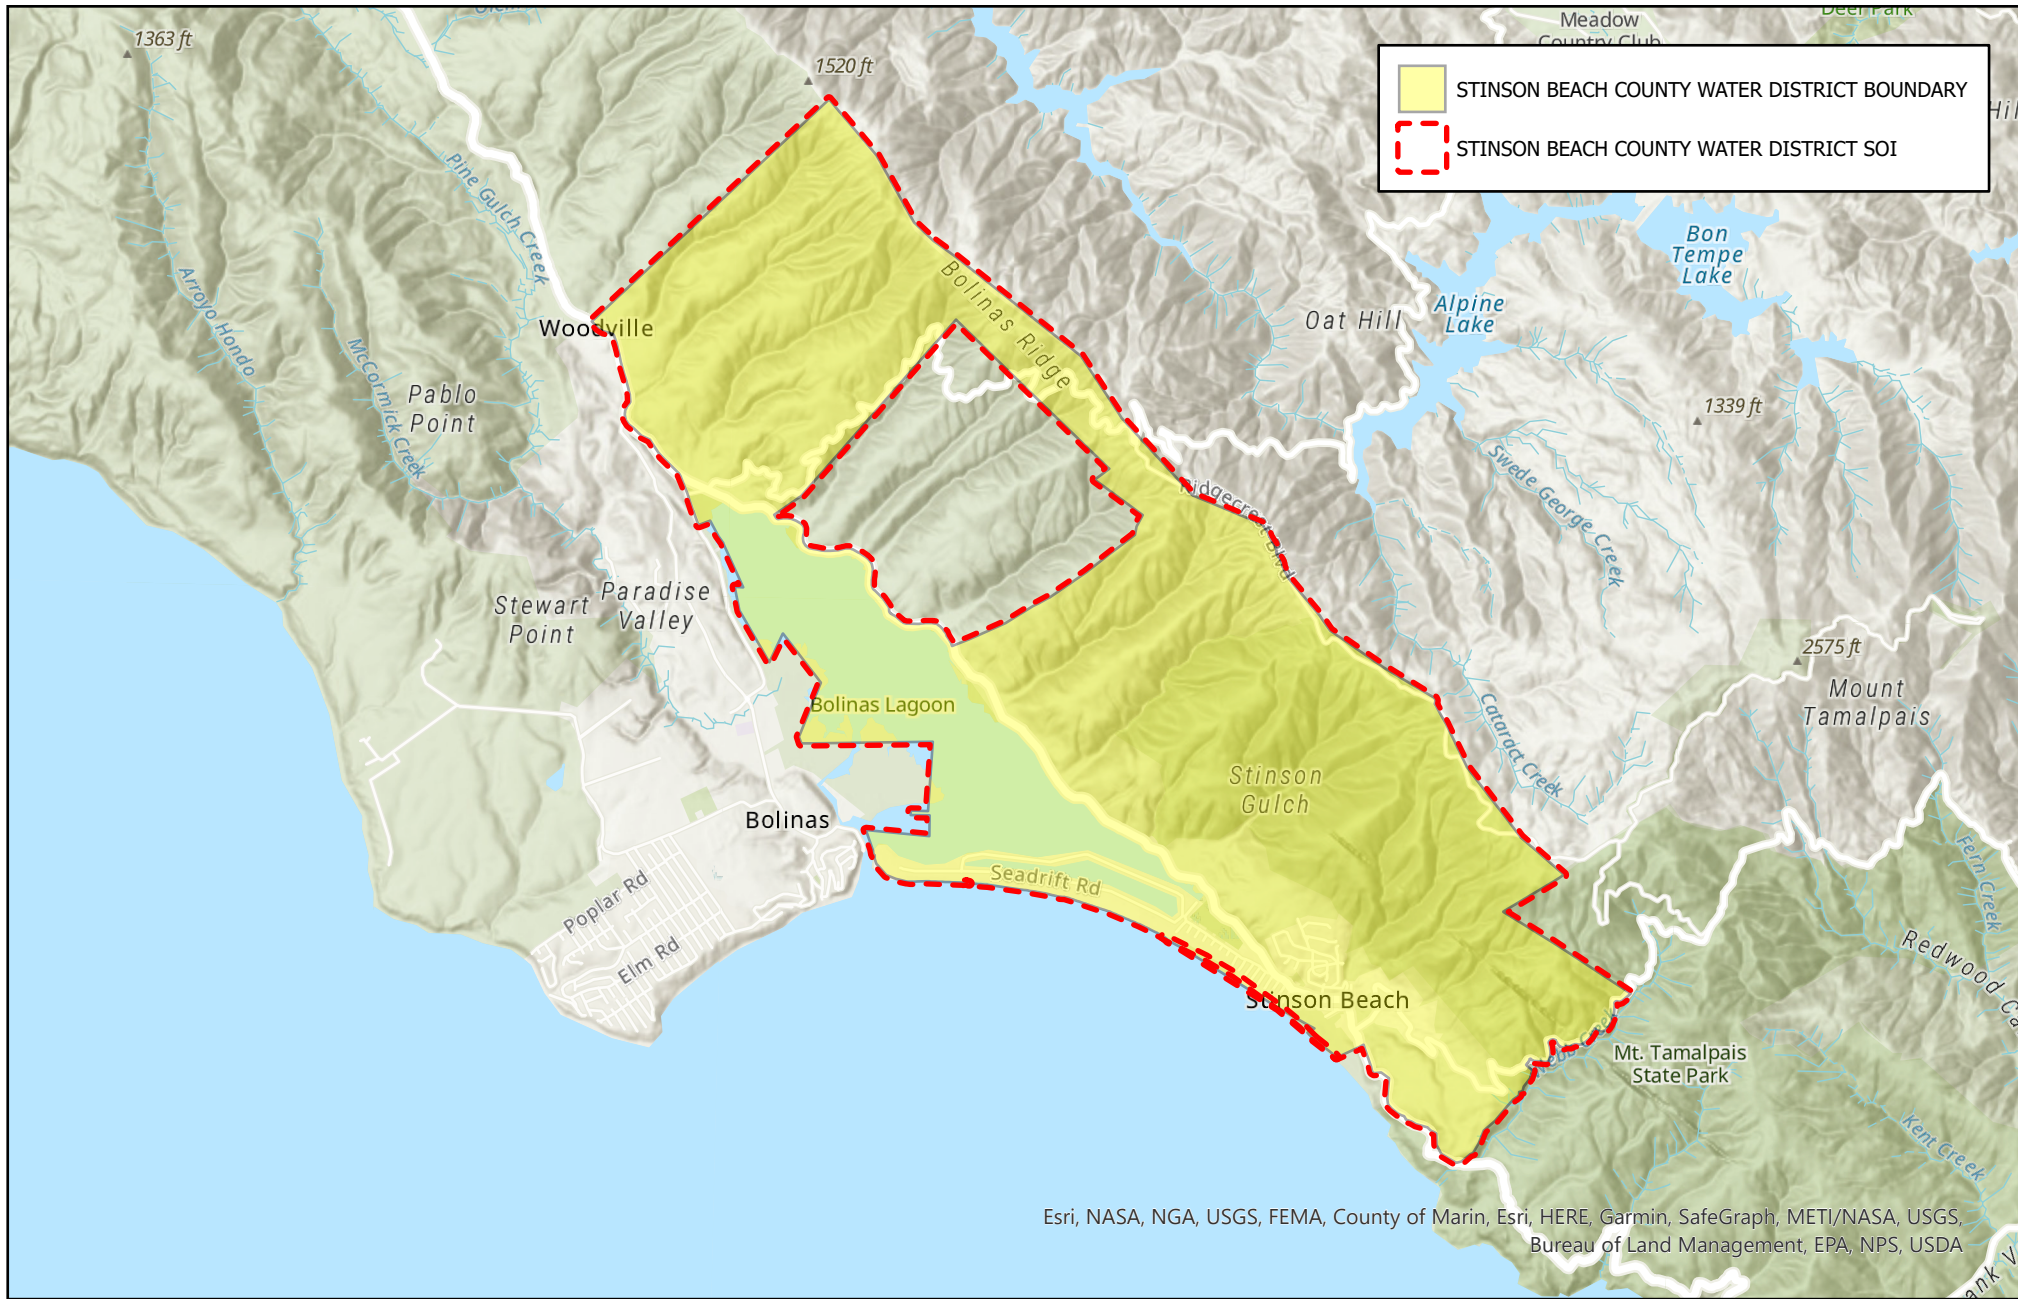 1363 ft
1520 ft
Meadow
Country Club
Deer Park
STINSON BEACH COUNTY WATER DISTRICT BOUNDARY
STINSON BEACH COUNTY WATER DISTRICT SOI
Pine Gulch Creek
Arroyo Hondo
McCormick Creek
Woodville
Pablo
Point
Bolinas Ridge
Oat Hill
Alpine
Lake
Bon
Tempe
Lake
1339 ft
Swede George Creek
Ridgecrest Blvd
Stewart
Point
Paradise
Valley
2575 ft
Mount
Tamalpais
Bolinas Lagoon
Cataract Creek
Stinson
Gulch
Bolinas
Seadrift Rd
Poplar Rd
Elm Rd
Fern Creek
Redwood Ca
Stinson Beach
Webb Creek
Mt. Tamalpais
State Park
Kent Creek
Esri, NASA, NGA, USGS, FEMA, County of Marin, Esri, HERE, Garmin, SafeGraph, METI/NASA, USGS,
Bureau of Land Management, EPA, NPS, USDA